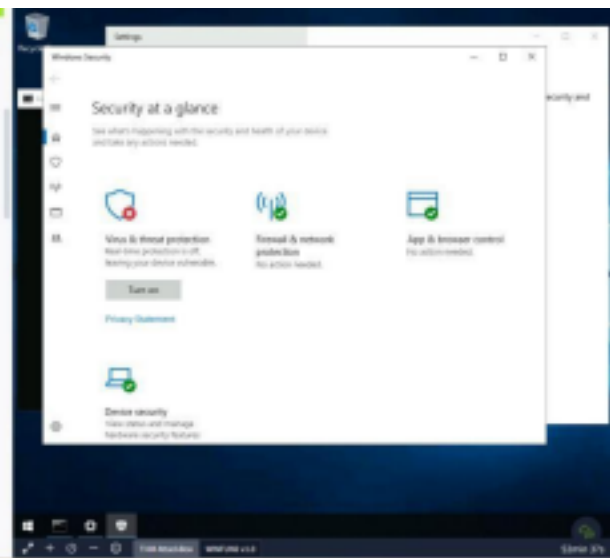 Settings
Windows Security
Security at a glance
See what's happening with the security and health of your device
and take any actions needed.
security and
Virus & threat protection
Real-time protection is off,
leaving your device vulnerable.
Turn on
Firewall & network
protection
No action needed.
App & browser control
No action needed.
Privacy Statement
Device security
View status and manage
hardware security features